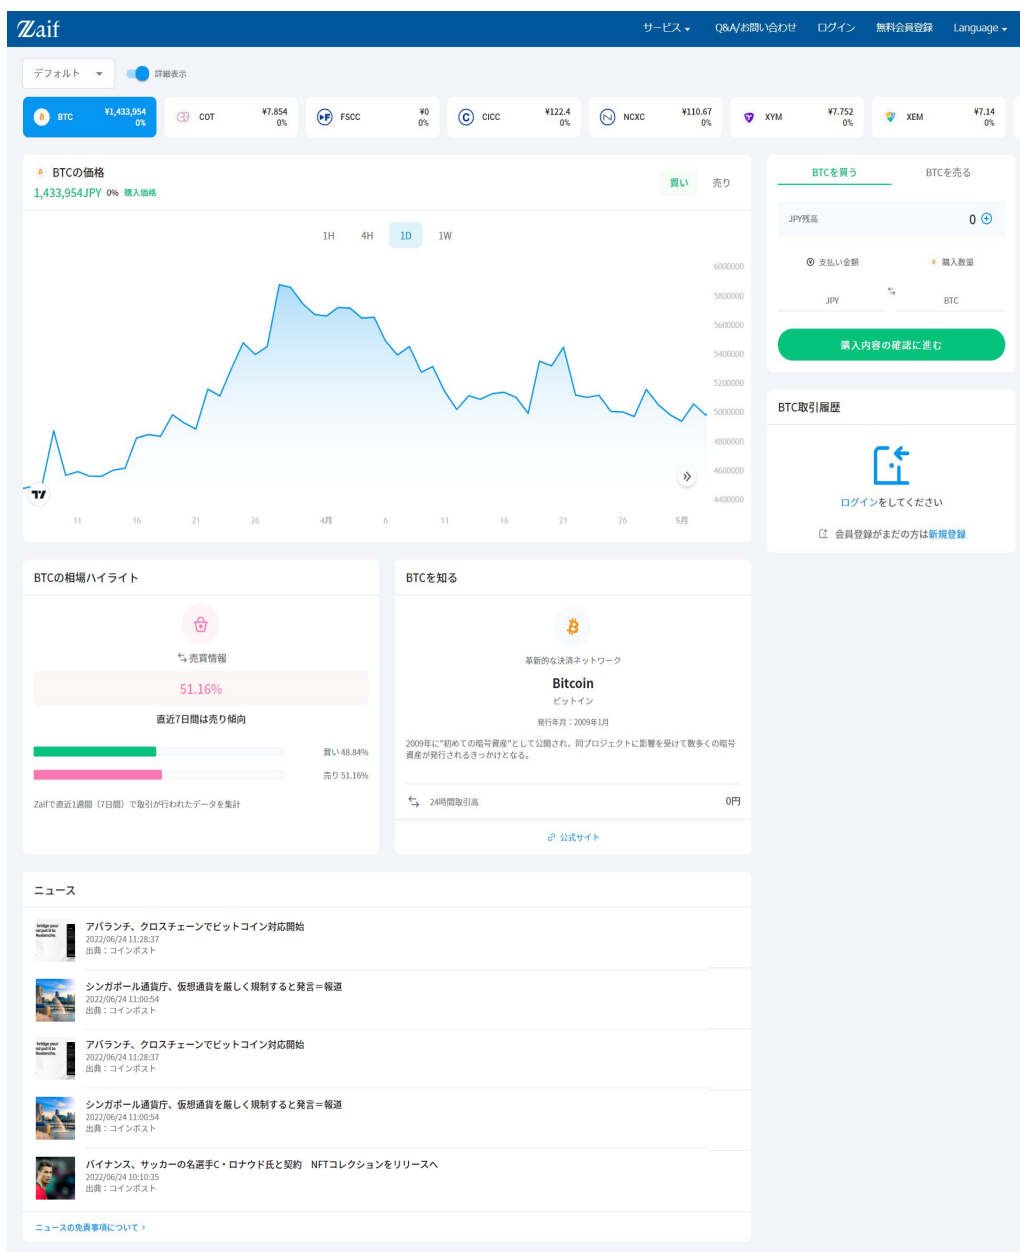 Zaif
サービス
Q&A/お問い合わせ
ログイン
無料会員登録
Language
デフォルト
詳細表示
BTC
¥1,433,954
0%
COT
¥7.854
0%
FSCC
¥0
0%
CICC
¥122.4
0%
NCXC
¥110.67
0%
XYM
¥7.752
0%
XEM
¥7.14
0%
BTCの価格
1,433,954JPY 0% 購入価格
買い
売り
1H
4H
1D
1W
6000000
5800000
5600000
5400000
5200000
5000000
4800000
4600000
4400000
11
16
21
26
4月
6
11
16
21
26
5月
BTCを買う
BTCを売る
JPY残高
0
支払い金額
購入数量
JPY
BTC
購入内容の確認に進む
BTC取引履歴
ログインをしてください
会員登録がまだの方は新規登録
BTCの相場ハイライト
売買情報
51.16%
直近7日間は売り傾向
買い 48.84%
売り 51.16%
Zaifで直近1週間（7日間）で取引が行われたデータを集計
BTCを知る
革新的な決済ネットワーク
Bitcoin
ビットイン
発行年月：2009年1月
2009年に"初めての暗号資産"として公開され、同プロジェクトに影響を受けて数多くの暗号
資産が発行されるきっかけとなる。
24時間取引高
0円
公式サイト
ニュース
アバランチ、クロスチェーンでビットコイン対応開始
2022/06/24 11:28:37
出典：コインポスト
シンガポール通貨庁、仮想通貨を厳しく規制すると発言＝報道
2022/06/24 11:00:54
出典：コインポスト
アバランチ、クロスチェーンでビットコイン対応開始
2022/06/24 11:28:37
出典：コインポスト
シンガポール通貨庁、仮想通貨を厳しく規制すると発言＝報道
2022/06/24 11:00:54
出典：コインポスト
バイナンス、サッカーの名選手C・ロナウド氏と契約　NFTコレクションをリリースへ
2022/06/24 10:10:35
出典：コインポスト
ニュースの免責事項について